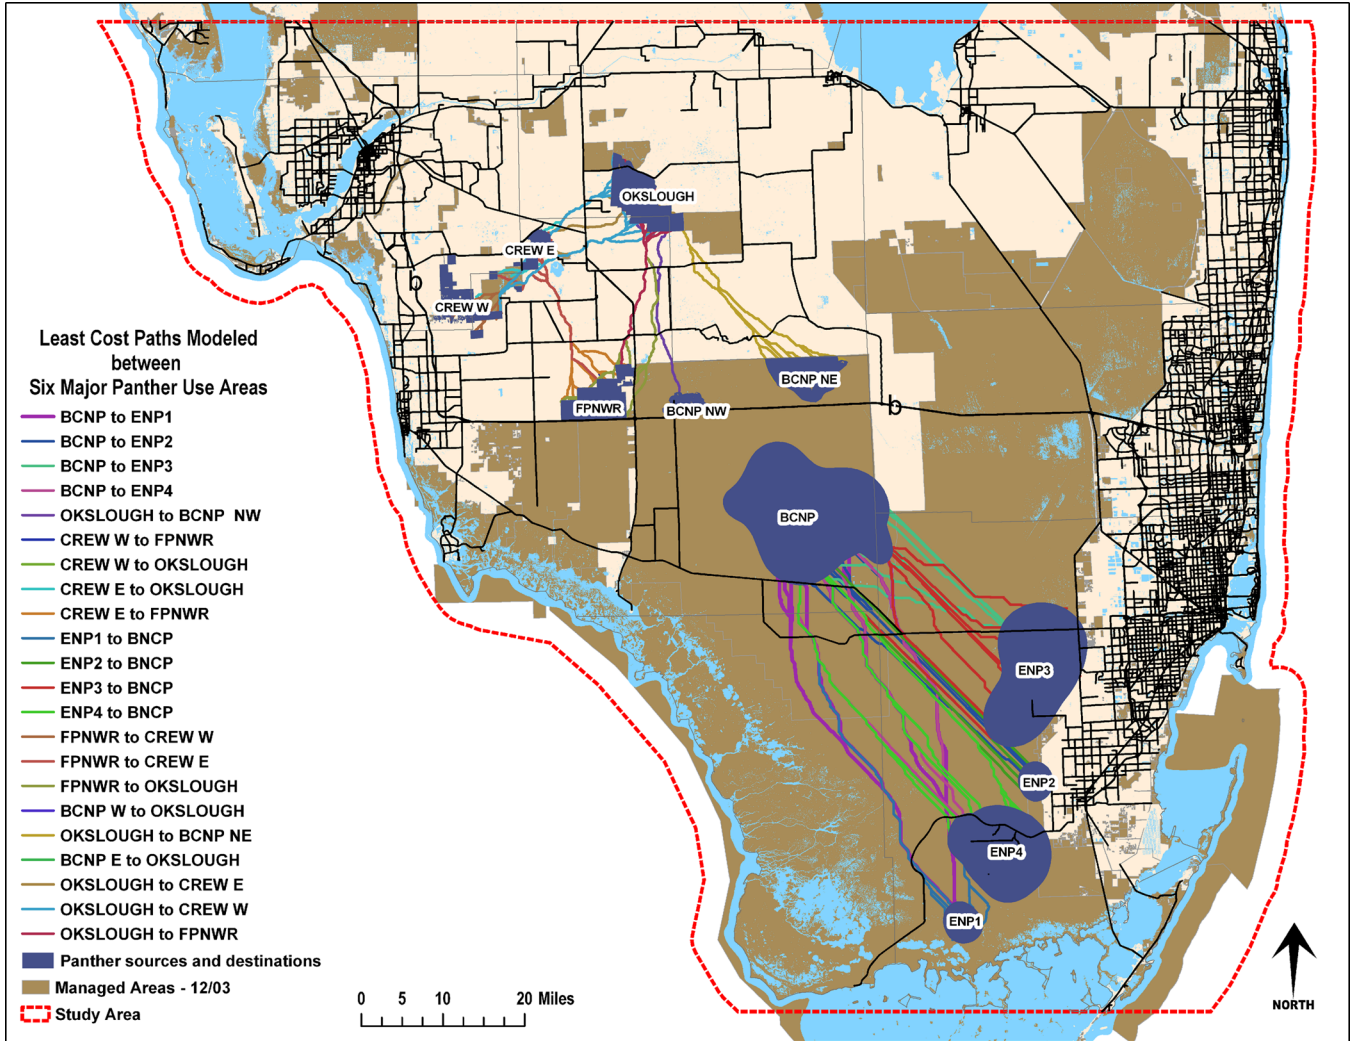 OKSLOUGH
CREW E
b
CREW W
BCNP NE
FPNWR
BCNP NW
b
BCNP
ENP3
ENP2
ENP4
ENP1
Least Cost Paths Modeled
between
Six Major Panther Use Areas
BCNP to ENP1
BCNP to ENP2
BCNP to ENP3
BCNP to ENP4
OKSLOUGH to BCNP NW
CREW W to FPNWR
CREW W to OKSLOUGH
CREW E to OKSLOUGH
CREW E to FPNWR
ENP1 to BNCP
ENP2 to BNCP
ENP3 to BNCP
ENP4 to BNCP
FPNWR to CREW W
FPNWR to CREW E
FPNWR to OKSLOUGH
BCNP W to OKSLOUGH
OKSLOUGH to BCNP NE
BCNP E to OKSLOUGH
OKSLOUGH to CREW E
OKSLOUGH to CREW W
OKSLOUGH to FPNWR
Panther sources and destinations
Managed Areas - 12/03
Study Area
0 5 10 20 Miles
NORTH